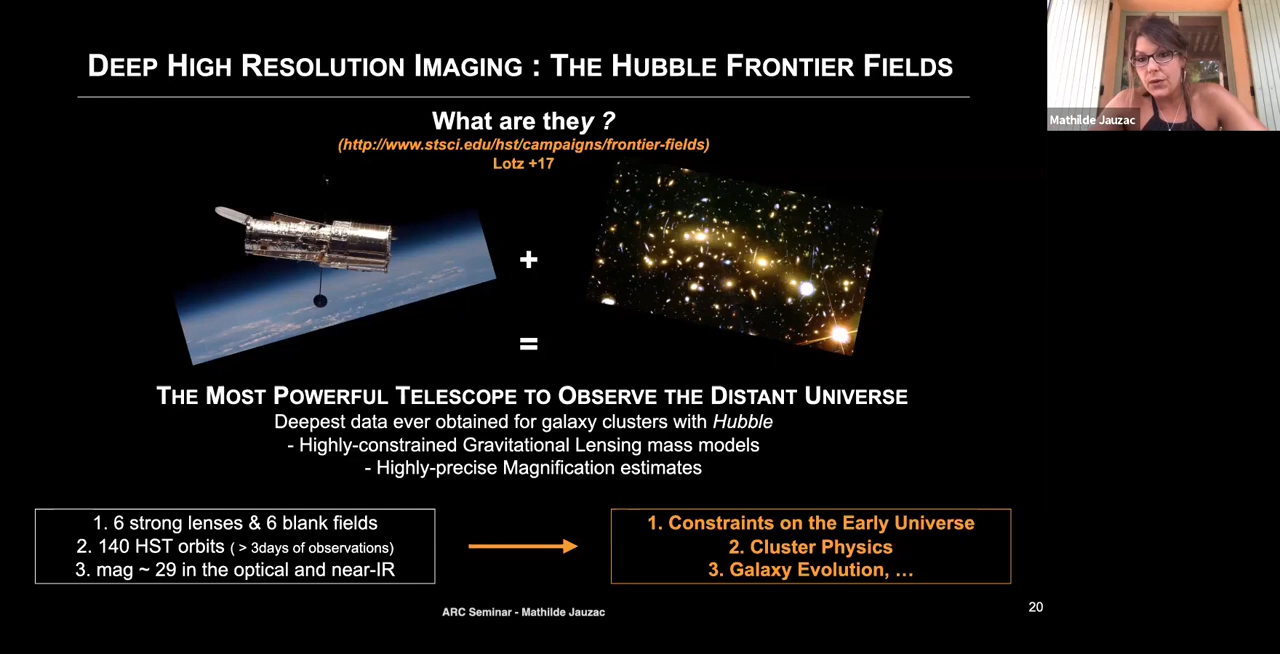 DEEP HIGH RESOLUTION IMAGING : THE HUBBLE FRONTIER FIELDS
What are they ?
(http://www.stsci.edu/hst/campaigns/frontier-fields)
Lotz +17
+
=
THE MOST POWERFUL TELESCOPE TO OBSERVE THE DISTANT UNIVERSE
Deepest data ever obtained for galaxy clusters with Hubble
- Highly-constrained Gravitational Lensing mass models
- Highly-precise Magnification estimates
1. 6 strong lenses & 6 blank fields
2. 140 HST orbits ( > 3days of observations)
3. mag ~ 29 in the optical and near-IR
1. Constraints on the Early Universe
2. Cluster Physics
3. Galaxy Evolution, …
ARC Seminar - Mathilde Jauzac
20
Mathilde Jauzac